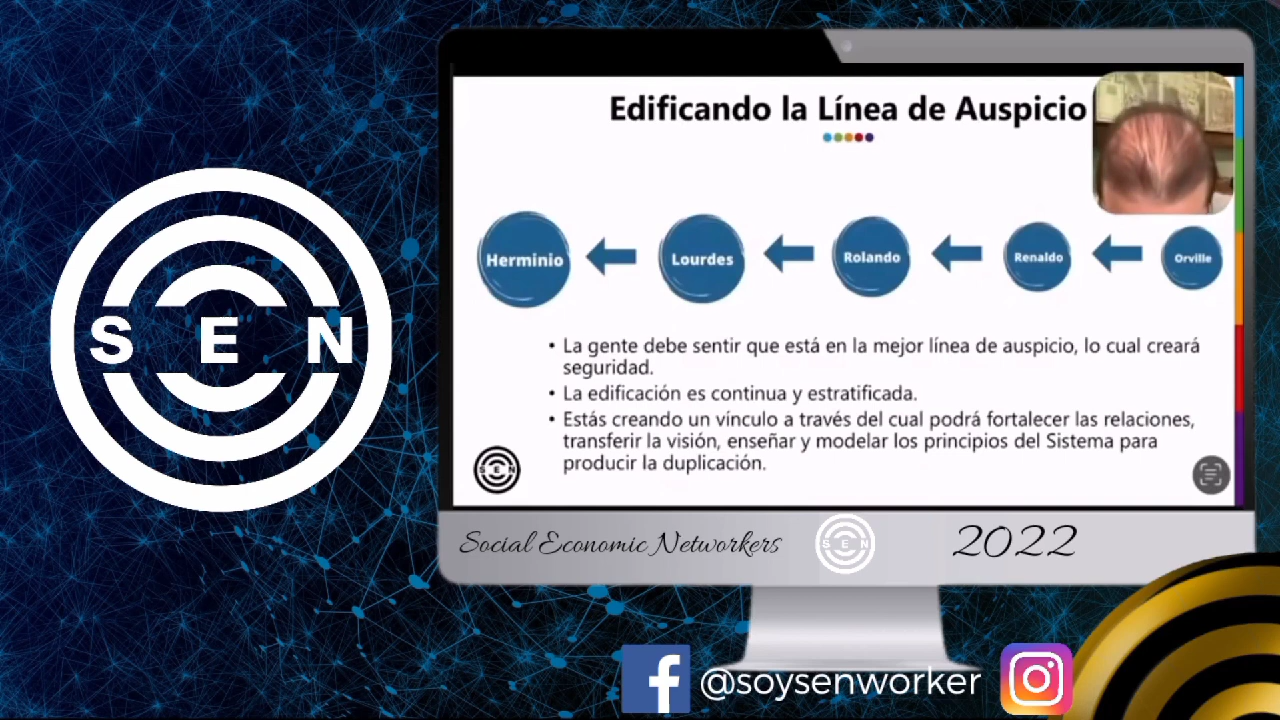 S E N
Edificando la Línea de Auspicio
Herminio
Lourdes
Rolando
Renaldo
Orville
• La gente debe sentir que está en la mejor línea de auspicio, lo cual creará
seguridad.
• La edificación es continua y estratificada.
• Estás creando un vínculo a través del cual podrá fortalecer las relaciones,
transferir la visión, enseñar y modelar los principios del Sistema para
producir la duplicación.
S E N
Social Economic Networkers
S E N
2022
@soysenworker